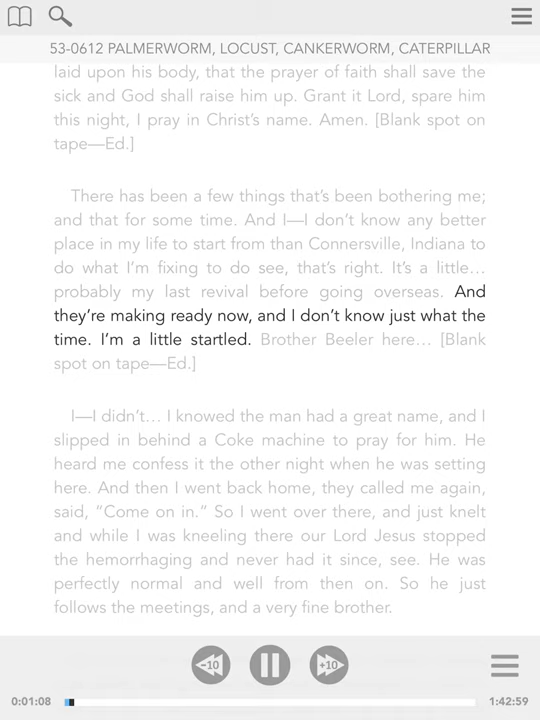 53-0612 PALMERWORM, LOCUST, CANKERWORM, CATERPILLAR
laid upon his body, that the prayer of faith shall save the
sick and God shall raise him up. Grant it Lord, spare him
this night, I pray in Christ's name. Amen. [Blank spot on
tape—Ed.]
There has been a few things that's been bothering me;
and that for some time. And I—I don't know any better
place in my life to start from than Connersville, Indiana to
do what I'm fixing to do see, that's right. It's a little…
probably my last revival before going overseas. And
they're making ready now, and I don't know just what the
time. I'm a little startled. Brother Beeler here… [Blank
spot on tape—Ed.]
I—I didn't… I knowed the man had a great name, and I
slipped in behind a Coke machine to pray for him. He
heard me confess it the other night when he was setting
here. And then I went back home, they called me again,
said, "Come on in." So I went over there, and just knelt
and while I was kneeling there our Lord Jesus stopped
the hemorrhaging and never had it since, see. He was
perfectly normal and well from then on. So he just
follows the meetings, and a very fine brother.
-10 +10
0:01:08 1:42:59